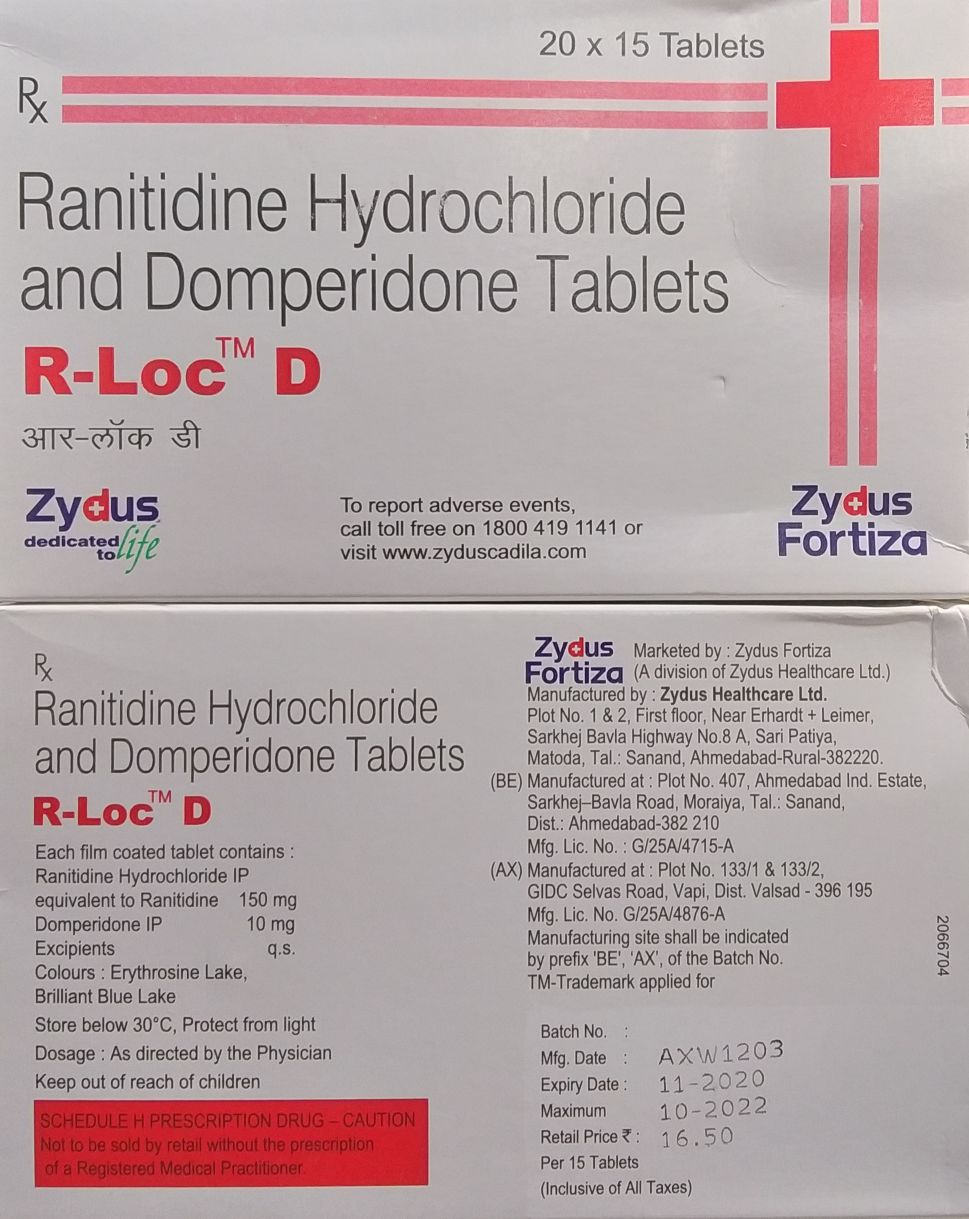 20 x 15 Tablets
Rx
Ranitidine Hydrochloride
and Domperidone Tablets
R-Loc™ D
आर-लॉक डी
Zydus
dedicated
to life
To report adverse events,
call toll free on 1800 419 1141 or
visit www.zyduscadila.com
Zydus
Fortiza
Rx
Ranitidine Hydrochloride
and Domperidone Tablets
R-Loc™ D
Each film coated tablet contains :
Ranitidine Hydrochloride IP
equivalent to Ranitidine 150 mg
Domperidone IP 10 mg
Excipients q.s.
Colours : Erythrosine Lake,
Brilliant Blue Lake
Store below 30°C, Protect from light
Dosage : As directed by the Physician
Keep out of reach of children
SCHEDULE H PRESCRIPTION DRUG – CAUTION
Not to be sold by retail without the prescription
of a Registered Medical Practitioner.
Zydus
Fortiza
Marketed by : Zydus Fortiza
(A division of Zydus Healthcare Ltd.)
Manufactured by : Zydus Healthcare Ltd.
Plot No. 1 & 2, First floor, Near Erhardt + Leimer,
Sarkhej Bavla Highway No.8 A, Sari Patiya,
Matoda, Tal.: Sanand, Ahmedabad-Rural-382220.
(BE) Manufactured at : Plot No. 407, Ahmedabad Ind. Estate,
Sarkhej–Bavla Road, Moraiya, Tal.: Sanand,
Dist.: Ahmedabad-382 210
Mfg. Lic. No. : G/25A/4715-A
(AX) Manufactured at : Plot No. 133/1 & 133/2,
GIDC Selvas Road, Vapi, Dist. Valsad - 396 195
Mfg. Lic. No. G/25A/4876-A
Manufacturing site shall be indicated
by prefix 'BE', 'AX', of the Batch No.
TM-Trademark applied for
2066704
Batch No. :
Mfg. Date : AXW1203
Expiry Date : 11-2020
Maximum 10-2022
Retail Price ₹ : 16.50
Per 15 Tablets
(Inclusive of All Taxes)